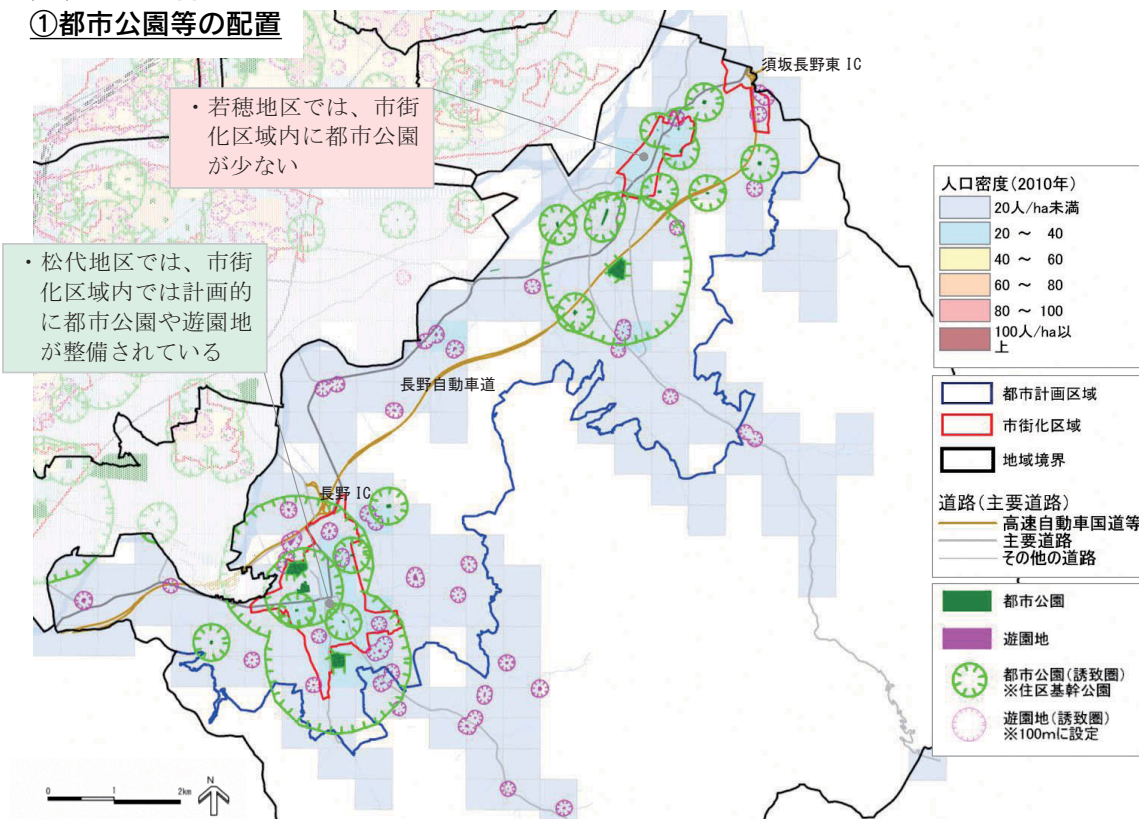 ①都市公園等の配置
須坂長野東 IC
・若穂地区では、市街
化区域内に都市公園
が少ない
・松代地区では、市街
化区域内では計画的
に都市公園や遊園地
が整備されている
長野自動車道
長野 IC
人口密度(2010年)
20人/ha未満
20 ～ 40
40 ～ 60
60 ～ 80
80 ～ 100
100人/ha以
上
都市計画区域
市街化区域
地域境界
道路(主要道路)
高速自動車国道等
主要道路
その他の道路
都市公園
遊園地
都市公園(誘致圏)
※住区基幹公園
遊園地(誘致圏)
※100mに設定
0 1 2km
N